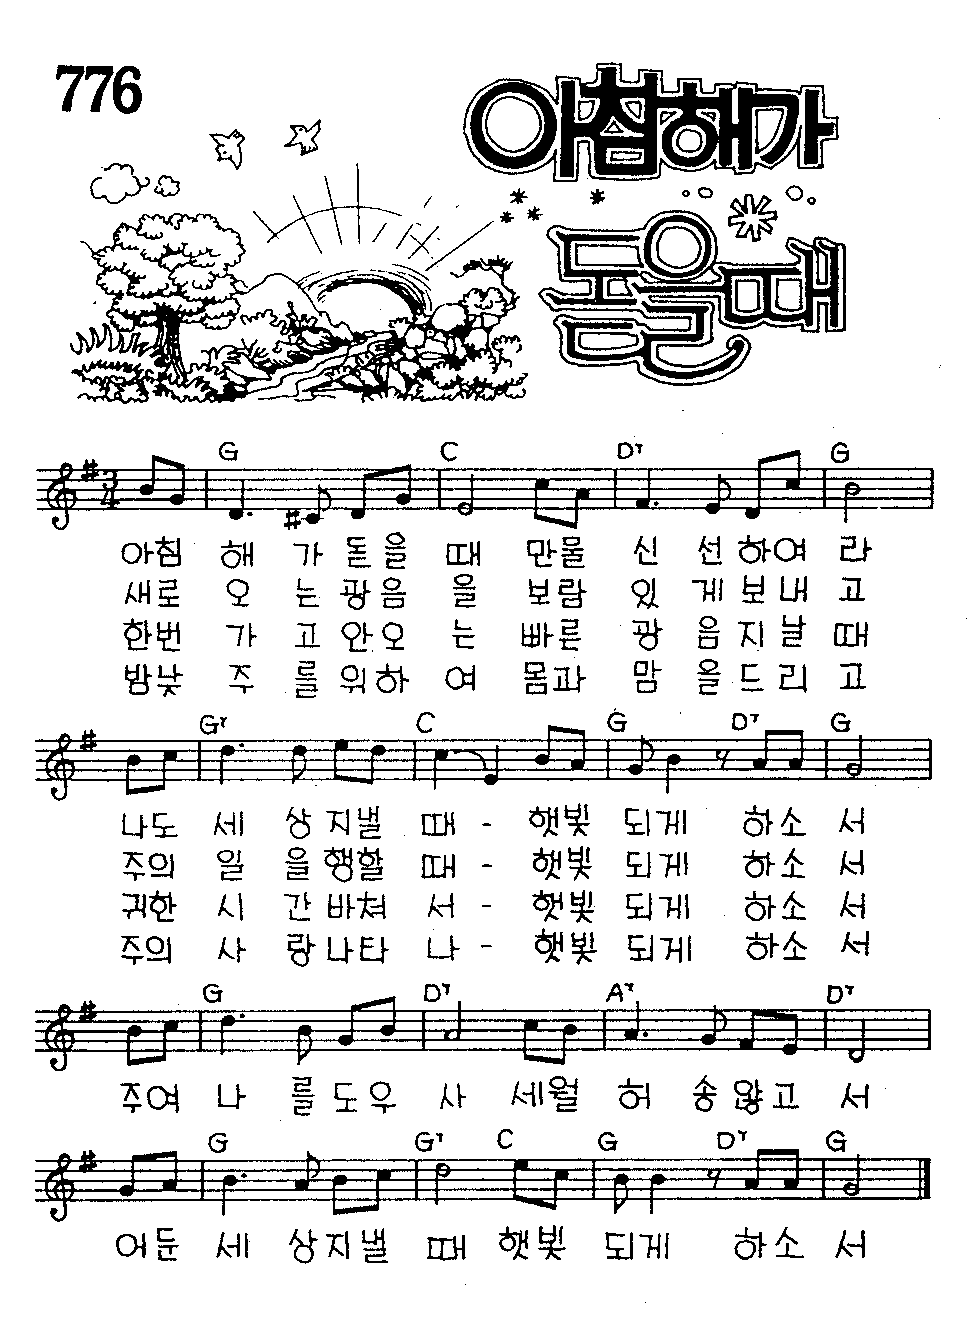 776
아침해가
돋을때
G C D7 G
3/4
아침 해 가 돋을 때 만물 신 선 하여 라
새로 오 는 광음 을 보람 있 게 보내 고
한번 가 고 안오 는 빠른 광 음 지날 때
밤낮 주 를 위하 여 몸과 맘 을 드리 고
G7 C G D7 G
나도 세 상 지낼 때 - 햇빛 되게 하소 서
주의 일 을 행할 때 - 햇빛 되게 하소 서
귀한 시 간 바쳐 서 - 햇빛 되게 하소 서
주의 사 랑 나타 나 - 햇빛 되게 하소 서
G D7 A7 D7
주여 나 를 도우 사 세월 허 송 않고 서
G G7 C G D7 G
어둔 세 상 지낼 때 햇빛 되게 하소 서